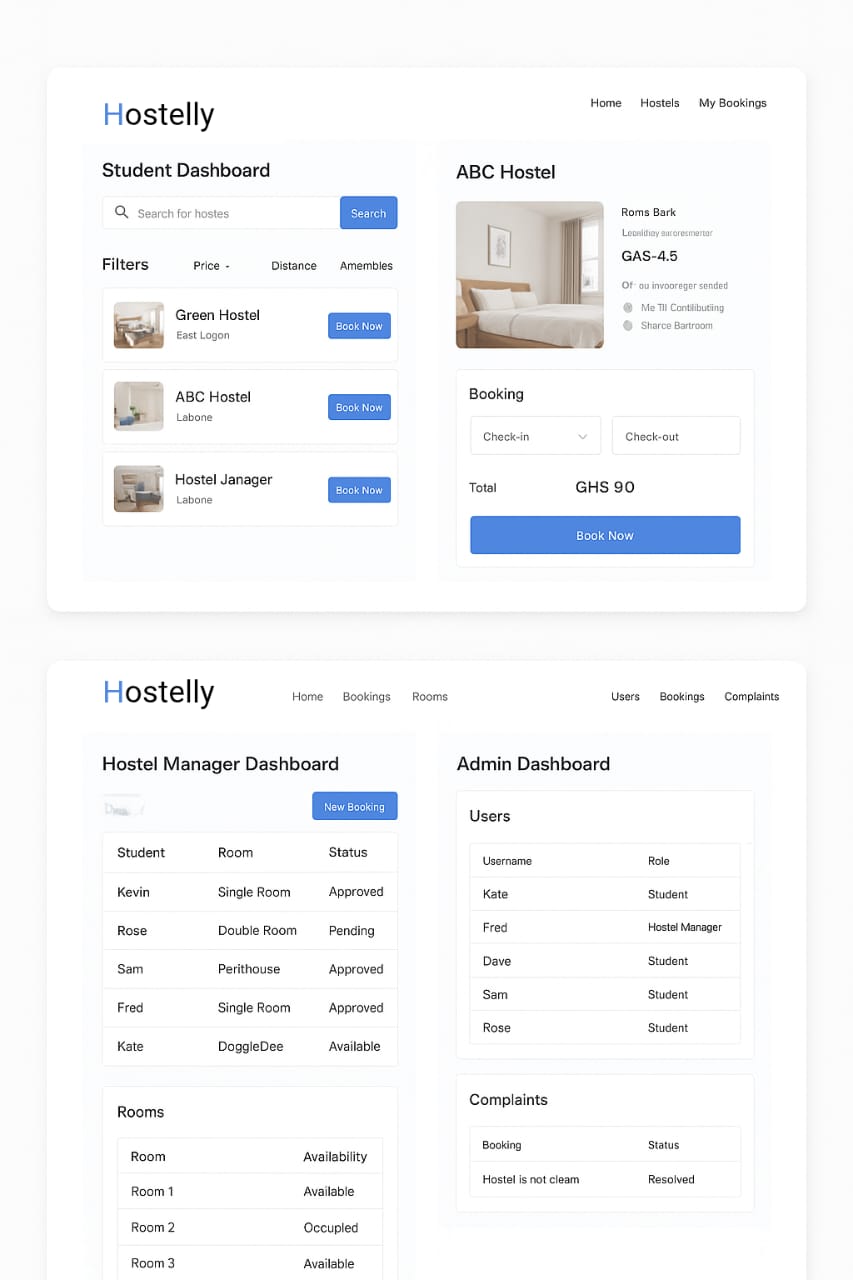 Hostelly
Home Hostels My Bookings
Student Dashboard
Search for hostes
Search
Filters Price Distance Amembles
Green Hostel
East Logon
Book Now
ABC Hostel
Labone
Book Now
Hostel Janager
Labone
Book Now
ABC Hostel
Roms Bark
GAS-4.5
Of· ou invooreger sended
Me TII Contilibutiing
Sharce Bartroom
Booking
Check-in
Check-out
Total GHS 90
Book Now
Hostelly
Home Bookings Rooms
Users Bookings Complaints
Hostel Manager Dashboard
New Booking
Student Room Status
Kevin Single Room Approved
Rose Double Room Pending
Sam Perithouse Approved
Fred Single Room Approved
Kate DoggleDee Available
Rooms
Room Availability
Room 1 Available
Room 2 Occupled
Room 3 Available
Admin Dashboard
Users
Username Role
Kate Student
Fred Hostel Manager
Dave Student
Sam Student
Rose Student
Complaints
Booking Status
Hostel is not cleam Resolved